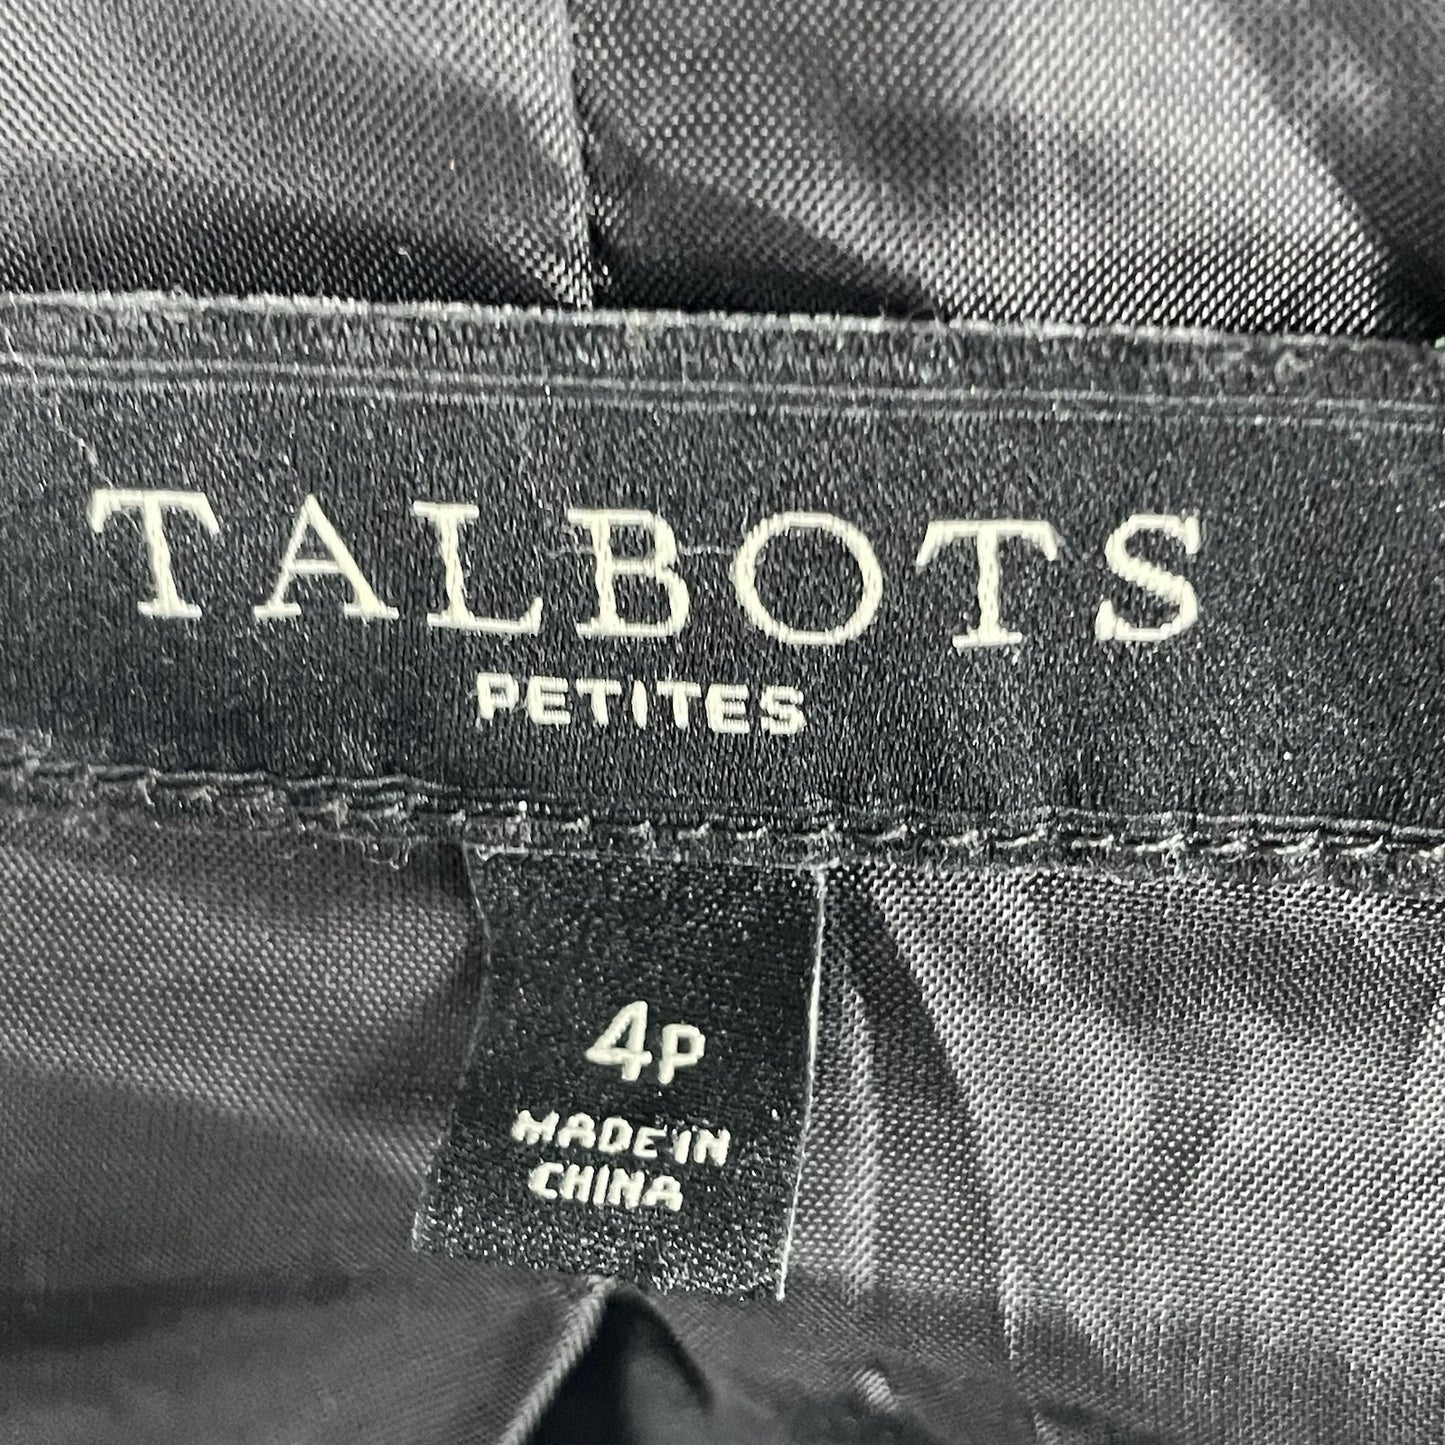 TALBOTS
PETITES
4P
MADE IN
CHINA